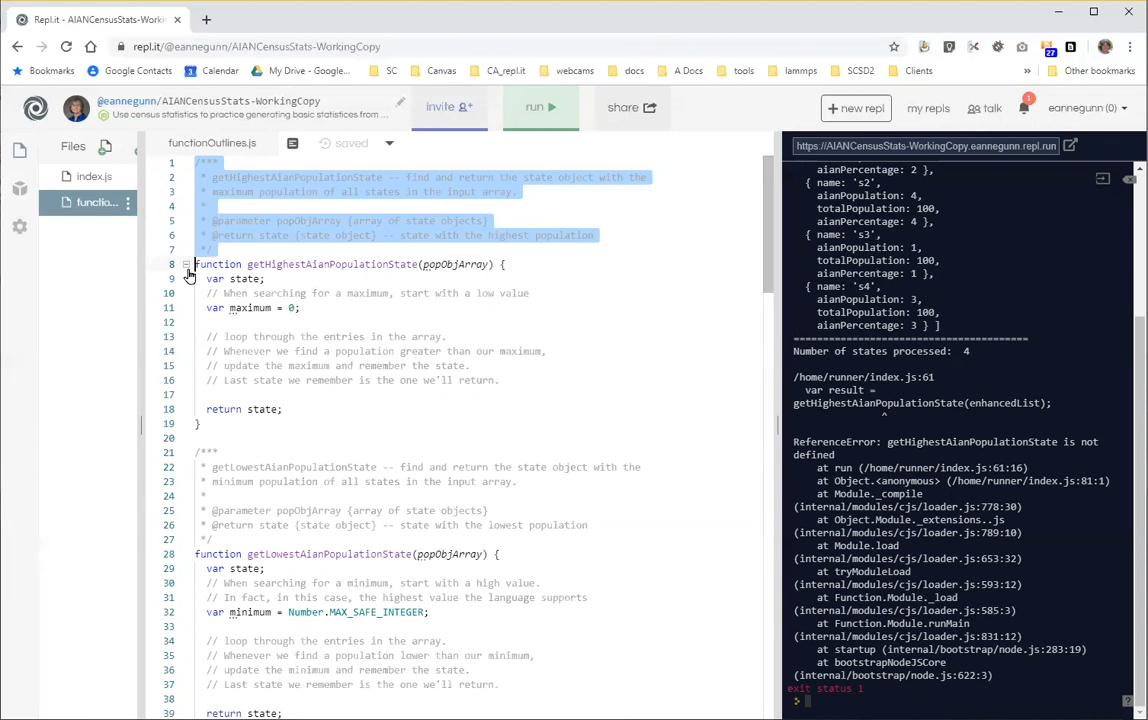 Repl.it - AIANCensusStats-Worki
repl.it/@eannegunn/AIANCensusStats-WorkingCopy
27
Bookmarks Google Contacts 3 Calendar My Drive - Google... SC Canvas CA_repl.it webcams docs A Docs tools lammps SCSD2 Clients » Other bookmarks
@eannegunn/AIANCensusStats-WorkingCopy
Use census statistics to practice generating basic statistics from ...
invite
run
share
new repl
my repls
talk
1
eannegunn (0)
Files
index.js
functio...
functionOutlines.js
saved
1 /***
2 * getHighestAianPopulationState -- find and return the state object with the
3 * maximum population of all states in the input array.
4 *
5 * @parameter popObjArray {array of state objects}
6 * @return state {state object} -- state with the highest population
7 */
8 function getHighestAianPopulationState(popObjArray) {
9 var state;
10 // When searching for a maximum, start with a low value
11 var maximum = 0;
12
13 // loop through the entries in the array.
14 // Whenever we find a population greater than our maximum,
15 // update the maximum and remember the state.
16 // Last state we remember is the one we'll return.
17
18 return state;
19 }
20
21 /***
22 * getLowestAianPopulationState -- find and return the state object with the
23 * minimum population of all states in the input array.
24 *
25 * @parameter popObjArray {array of state objects}
26 * @return state {state object} -- state with the lowest population
27 */
28 function getLowestAianPopulationState(popObjArray) {
29 var state;
30 // When searching for a minimum, start with a high value.
31 // In fact, in this case, the highest value the language supports
32 var minimum = Number.MAX_SAFE_INTEGER;
33
34 // loop through the entries in the array.
35 // Whenever we find a population lower than our minimum,
36 // update the minimum and remember the state.
37 // Last state we remember is the one we'll return.
38
39 return state;
https://AIANCensusStats-WorkingCopy.eannegunn.repl.run
aianPercentage: 2 },
{ name: 's2',
aianPopulation: 4,
totalPopulation: 100,
aianPercentage: 4 },
{ name: 's3',
aianPopulation: 1,
totalPopulation: 100,
aianPercentage: 1 },
{ name: 's4',
aianPopulation: 3,
totalPopulation: 100,
aianPercentage: 3 } ]
=====================================
Number of states processed: 4
/home/runner/index.js:61
var result =
getHighestAianPopulationState(enhancedList);
^
ReferenceError: getHighestAianPopulationState is not
defined
at run (/home/runner/index.js:61:16)
at Object.<anonymous> (/home/runner/index.js:81:1)
at Module._compile
(internal/modules/cjs/loader.js:778:30)
at Object.Module._extensions..js
(internal/modules/cjs/loader.js:789:10)
at Module.load
(internal/modules/cjs/loader.js:653:32)
at tryModuleLoad
(internal/modules/cjs/loader.js:593:12)
at Function.Module._load
(internal/modules/cjs/loader.js:585:3)
at Function.Module.runMain
(internal/modules/cjs/loader.js:831:12)
at startup (internal/bootstrap/node.js:283:19)
at bootstrapNodeJSCore
(internal/bootstrap/node.js:622:3)
exit status 1
>
?